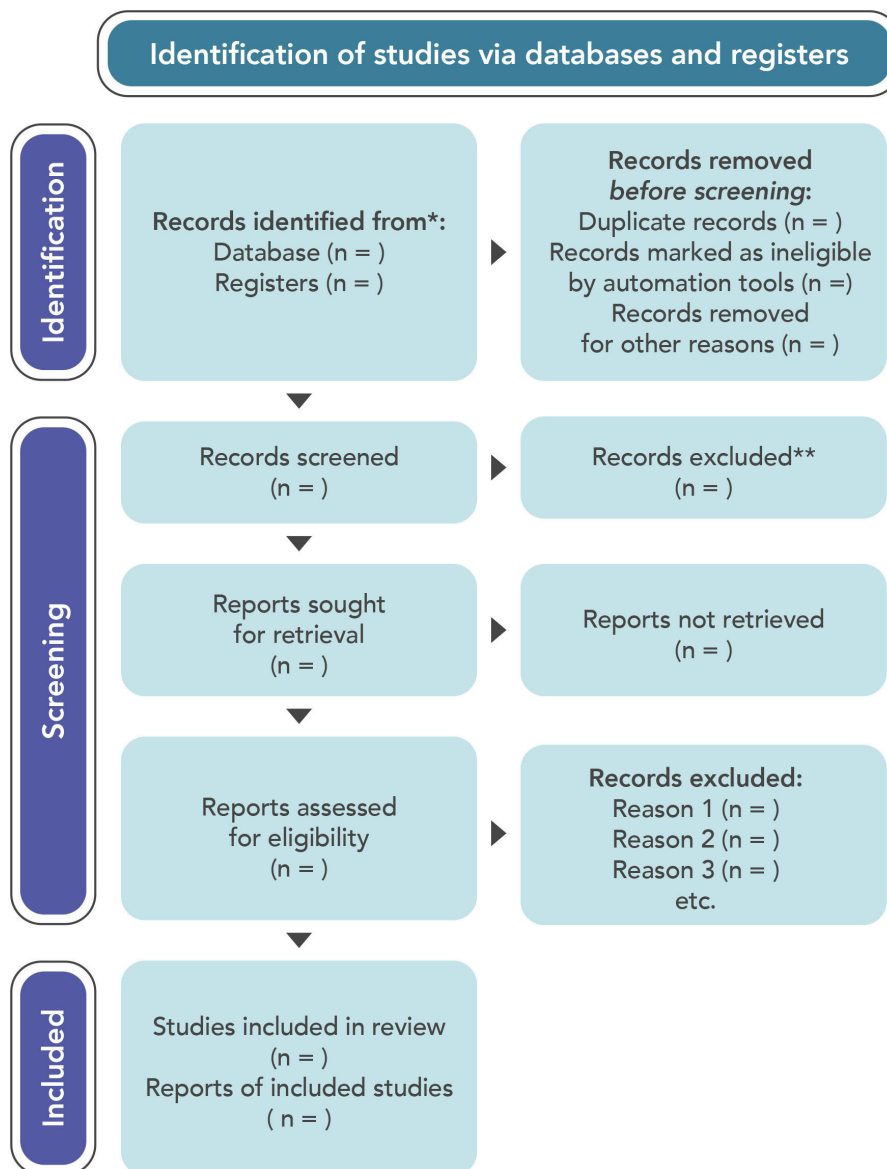 Identification of studies via databases and registers
Identification
Records identified from*:
Database (n = )
Registers (n = )
Records removed
before screening:
Duplicate records (n = )
Records marked as ineligible
by automation tools (n =)
Records removed
for other reasons (n = )
Screening
Records screened
(n = )
Records excluded**
(n = )
Reports sought
for retrieval
(n = )
Reports not retrieved
(n = )
Reports assessed
for eligibility
(n = )
Records excluded:
Reason 1 (n = )
Reason 2 (n = )
Reason 3 (n = )
etc.
Included
Studies included in review
(n = )
Reports of included studies
( n = )